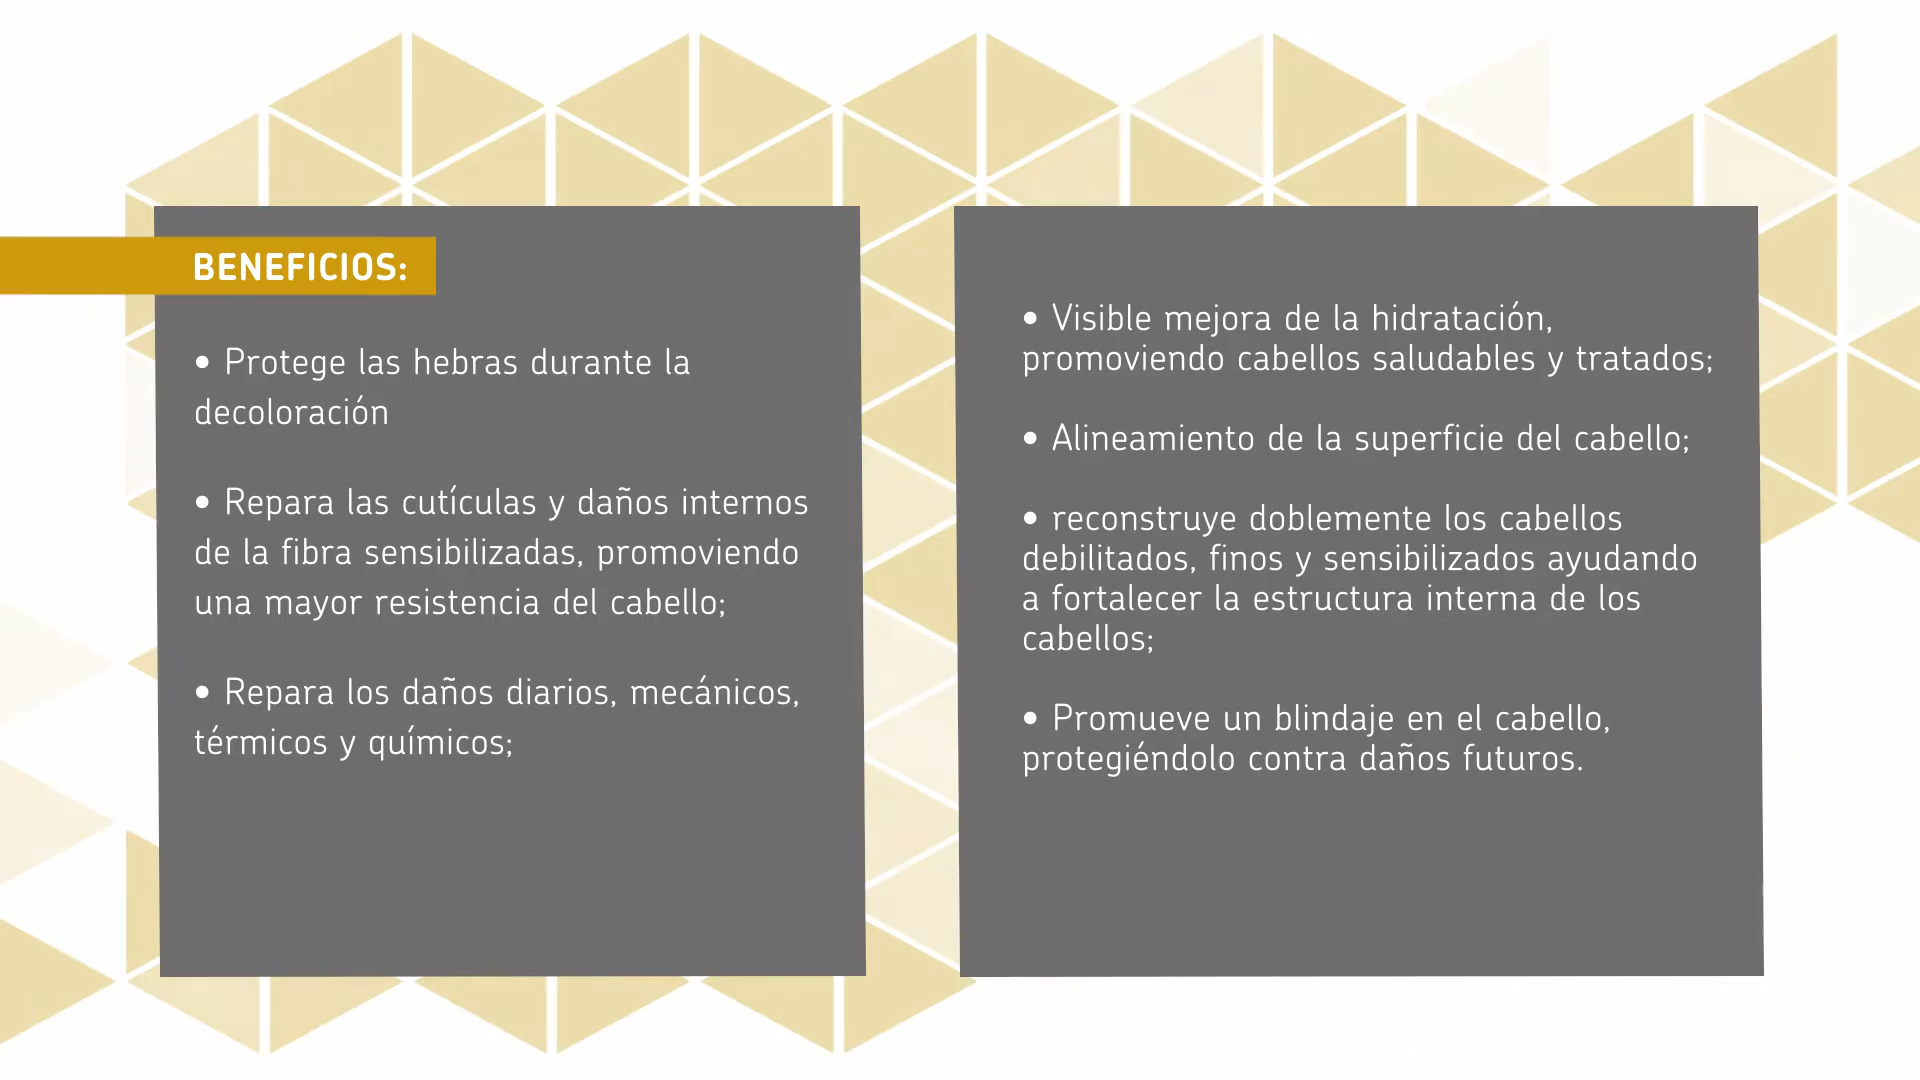 BENEFICIOS:
• Protege las hebras durante la
decoloración
• Repara las cutículas y daños internos
de la fibra sensibilizadas, promoviendo
una mayor resistencia del cabello;
• Repara los daños diarios, mecánicos,
térmicos y químicos;
• Visible mejora de la hidratación,
promoviendo cabellos saludables y tratados;
• Alineamiento de la superficie del cabello;
• reconstruye doblemente los cabellos
debilitados, finos y sensibilizados ayudando
a fortalecer la estructura interna de los
cabellos;
• Promueve un blindaje en el cabello,
protegiéndolo contra daños futuros.